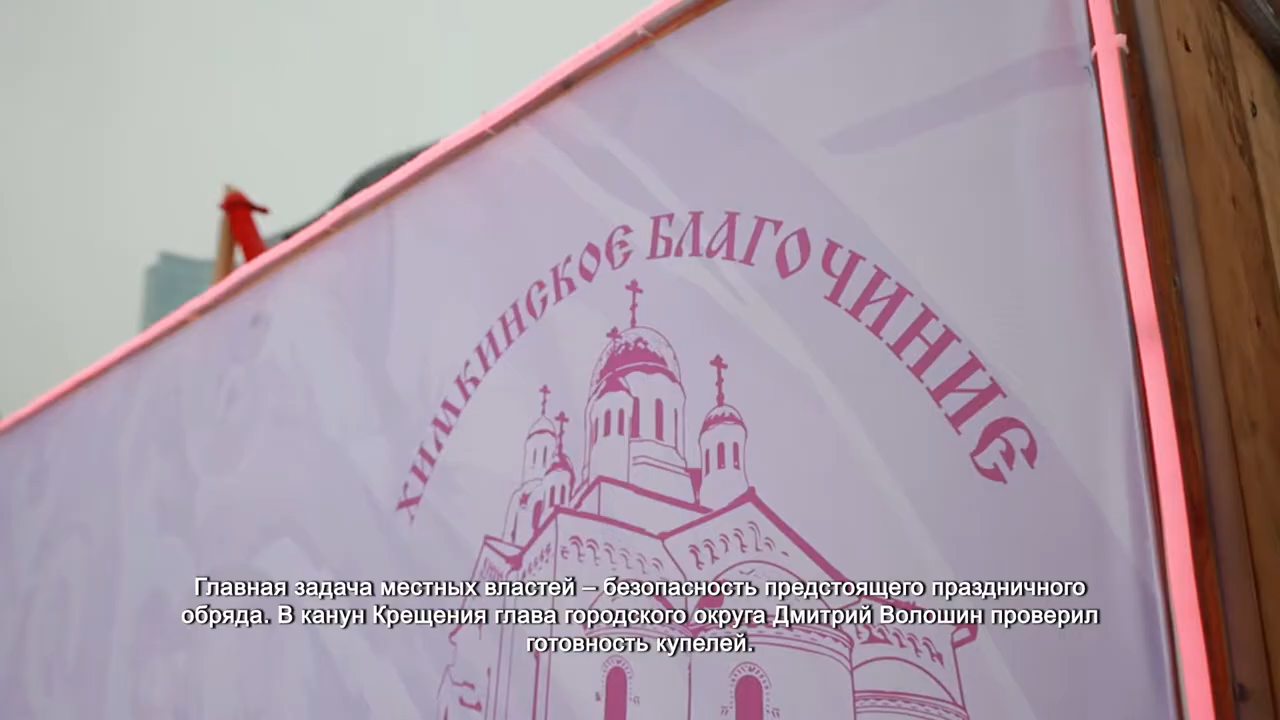 ХИМКИНСКОЕ БЛАГОЧИНИЕ
Главная задача местных властей – безопасность предстоящего праздничного
обряда. В канун Крещения глава городского округа Дмитрий Волошин проверил
готовность купелей.